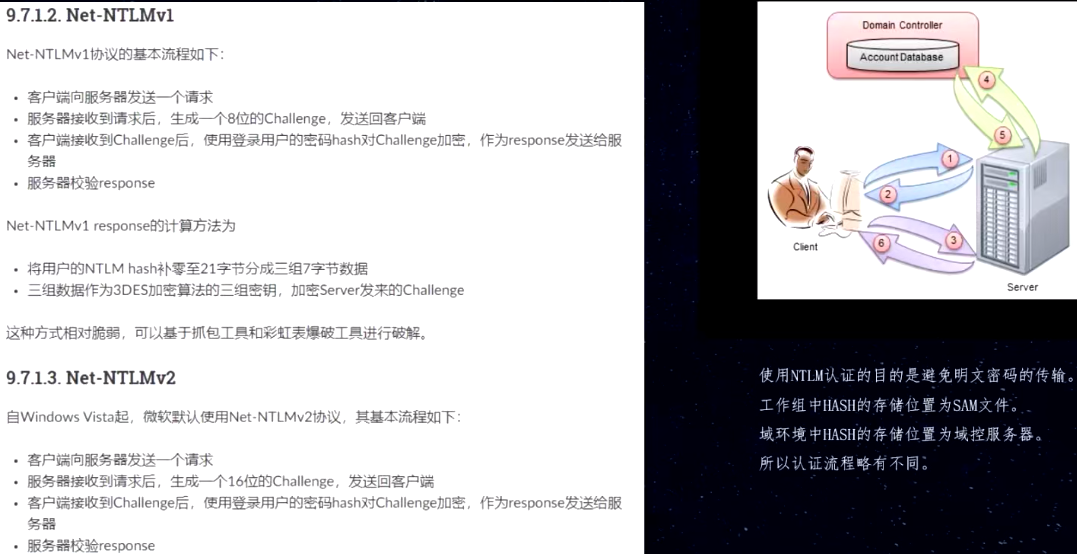 9.7.1.2. Net-NTLMv1
Net-NTLMv1协议的基本流程如下：
• 客户端向服务器发送一个请求
• 服务器接收到请求后，生成一个8位的Challenge，发送回客户端
• 客户端接收到Challenge后，使用登录用户的密码hash对Challenge加密，作为response发送给服
务器
• 服务器校验response
Net-NTLMv1 response的计算方法为
• 将用户的NTLM hash补零至21字节分成三组7字节数据
• 三组数据作为3DES加密算法的三组密钥，加密Server发来的Challenge
这种方式相对脆弱，可以基于抓包工具和彩虹表爆破工具进行破解。
9.7.1.3. Net-NTLMv2
自Windows Vista起，微软默认使用Net-NTLMv2协议，其基本流程如下：
• 客户端向服务器发送一个请求
• 服务器接收到请求后，生成一个16位的Challenge，发送回客户端
• 客户端接收到Challenge后，使用登录用户的密码hash对Challenge加密，作为response发送给服
务器
• 服务器校验response
Domain Controller
Account Database
4
5
1
2
3
6
Client
Server
使用NTLM认证的目的是避免明文密码的传输。
工作组中HASH的存储位置为SAM文件。
域环境中HASH的存储位置为域控服务器。
所以认证流程略有不同。